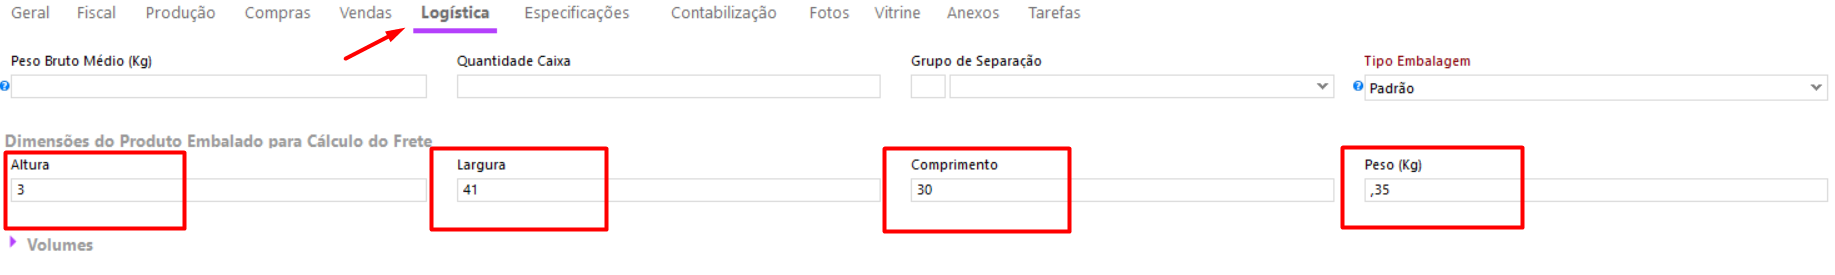 Geral Fiscal Produção Compras Vendas Logística Especificações Contabilização Fotos Vitrine Anexos Tarefas
Peso Bruto Médio (Kg) Quantidade Caixa Grupo de Separação Tipo Embalagem
? ? Padrão
Dimensões do Produto Embalado para Cálculo do Frete
Altura Largura Comprimento Peso (Kg)
3 41 30 ,35
Volumes